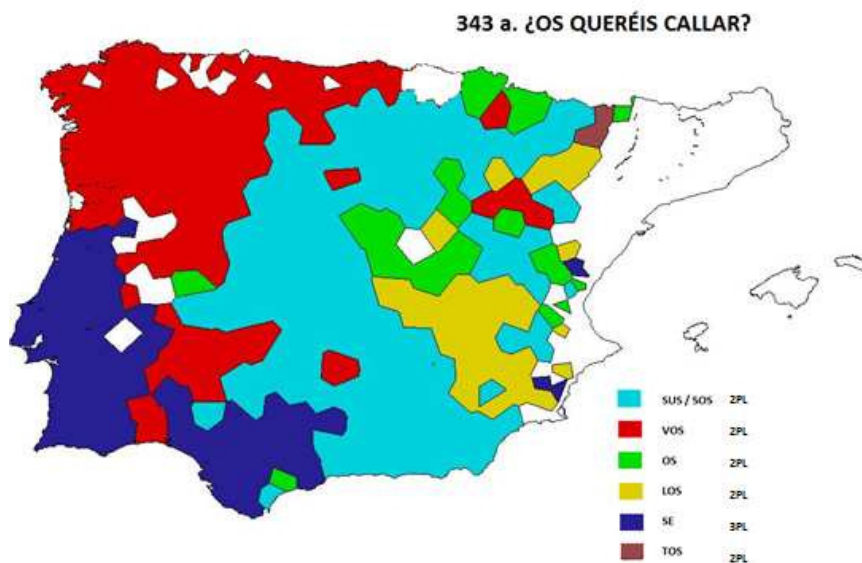 343 a. ¿OS QUERÉIS CALLAR?
SUS / SOS 2PL
VOS 2PL
OS 2PL
LOS 2PL
SE 3PL
TOS 2PL